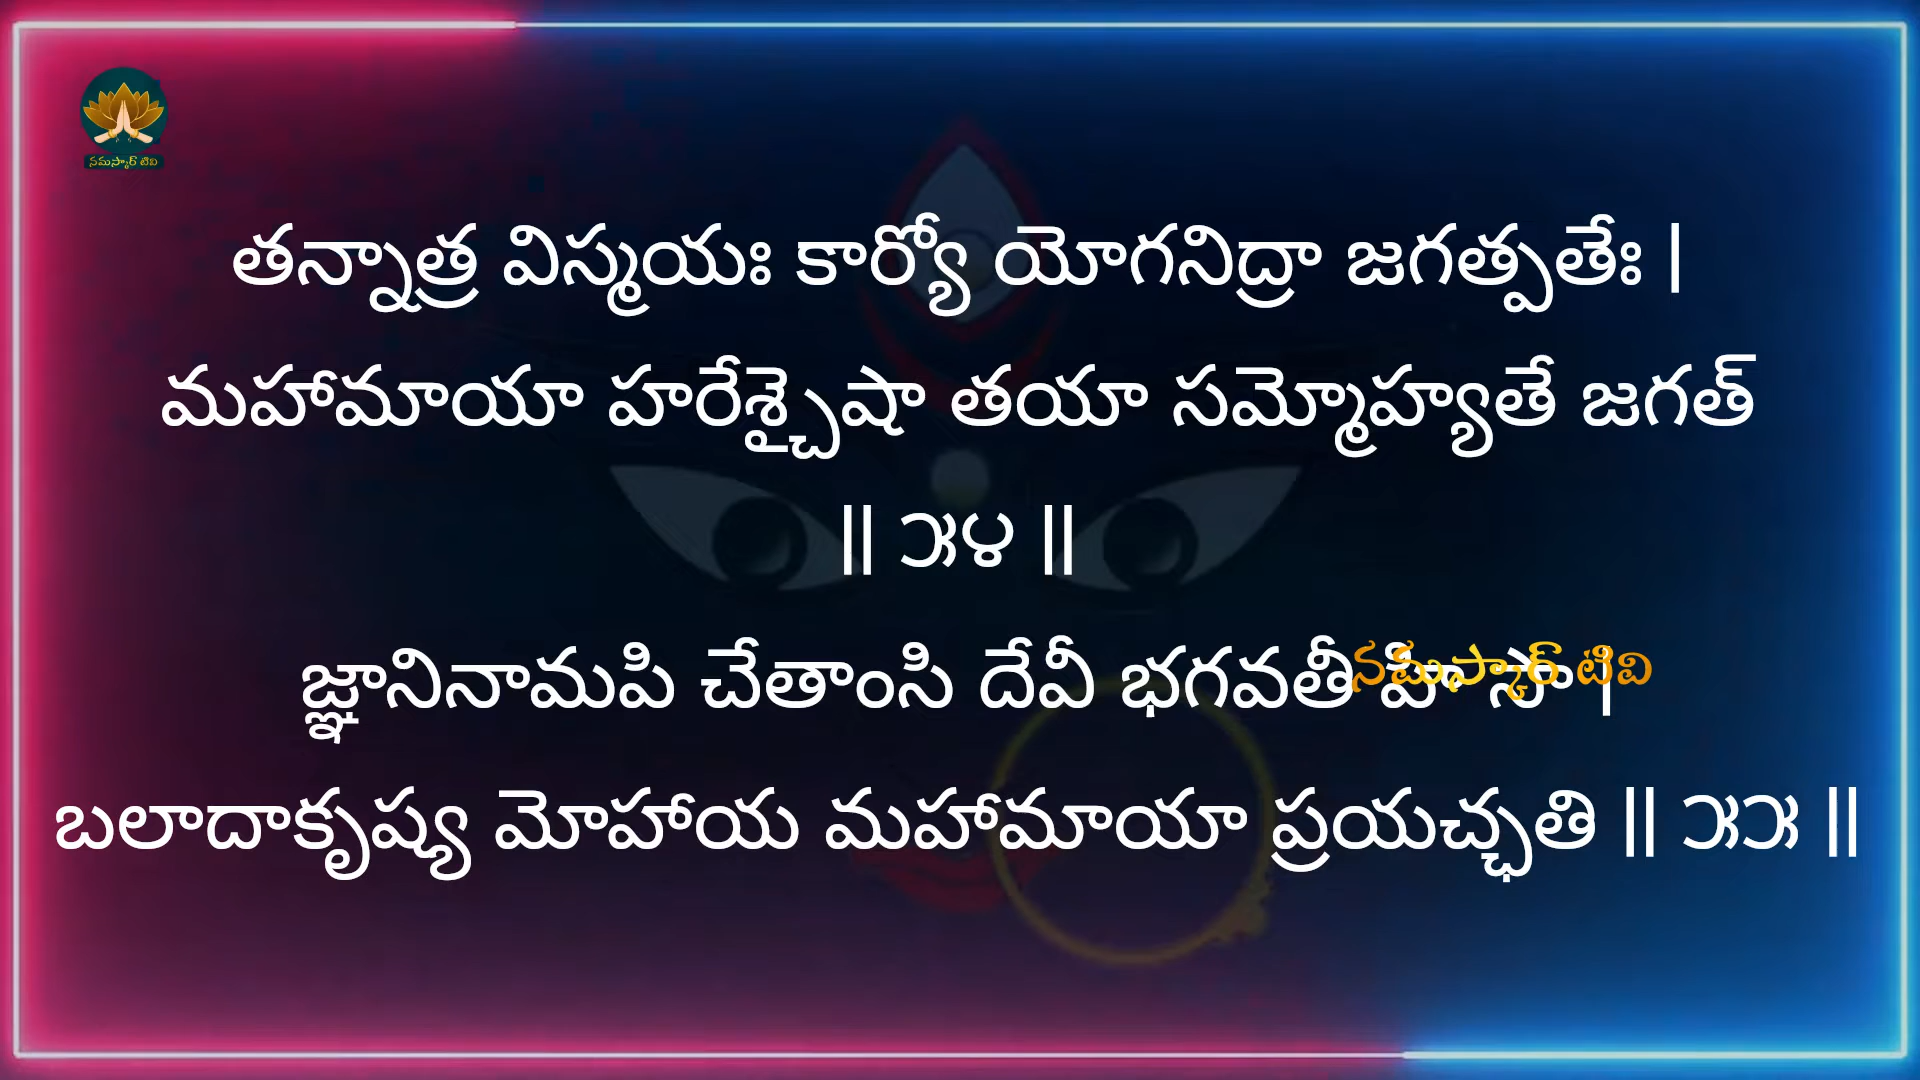 నమస్కార్ టివి
తన్నాత్ర విస్మయః కార్యో యోగనిద్రా జగత్పతేః |
మహామాయా హరేశ్చైషా తయా సమ్మోహ్యతే జగత్
|| ౫౪ ||
జ్ఞానినామపి చేతాంసి దేవీ భగవతీ హి సా |
నమస్కార్ టివి
బలాదాకృష్య మోహాయ మహామాయా ప్రయచ్ఛతి || ౫౫ ||